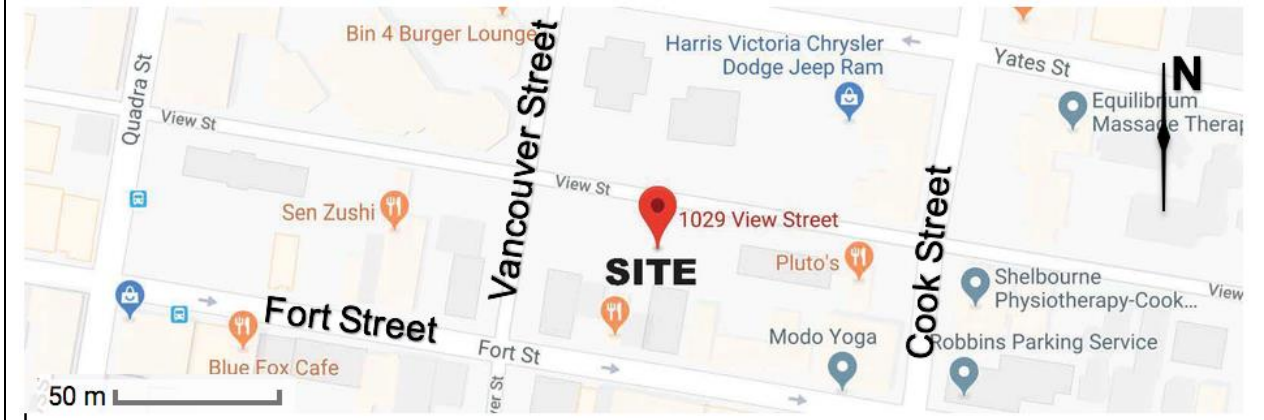 Bin 4 Burger Lounge
Vancouver Street
Harris Victoria Chrysler
Dodge Jeep Ram
Yates St
N
Quadra St
View St
Equilibrium
Massage Therap
View St
Sen Zushi
1029 View Street
SITE
Pluto's
Cook Street
Shelbourne
Physiotherapy-Cook...
View
Fort Street
Fort St
Modo Yoga
Robbins Parking Service
Blue Fox Cafe
50 m
ver St